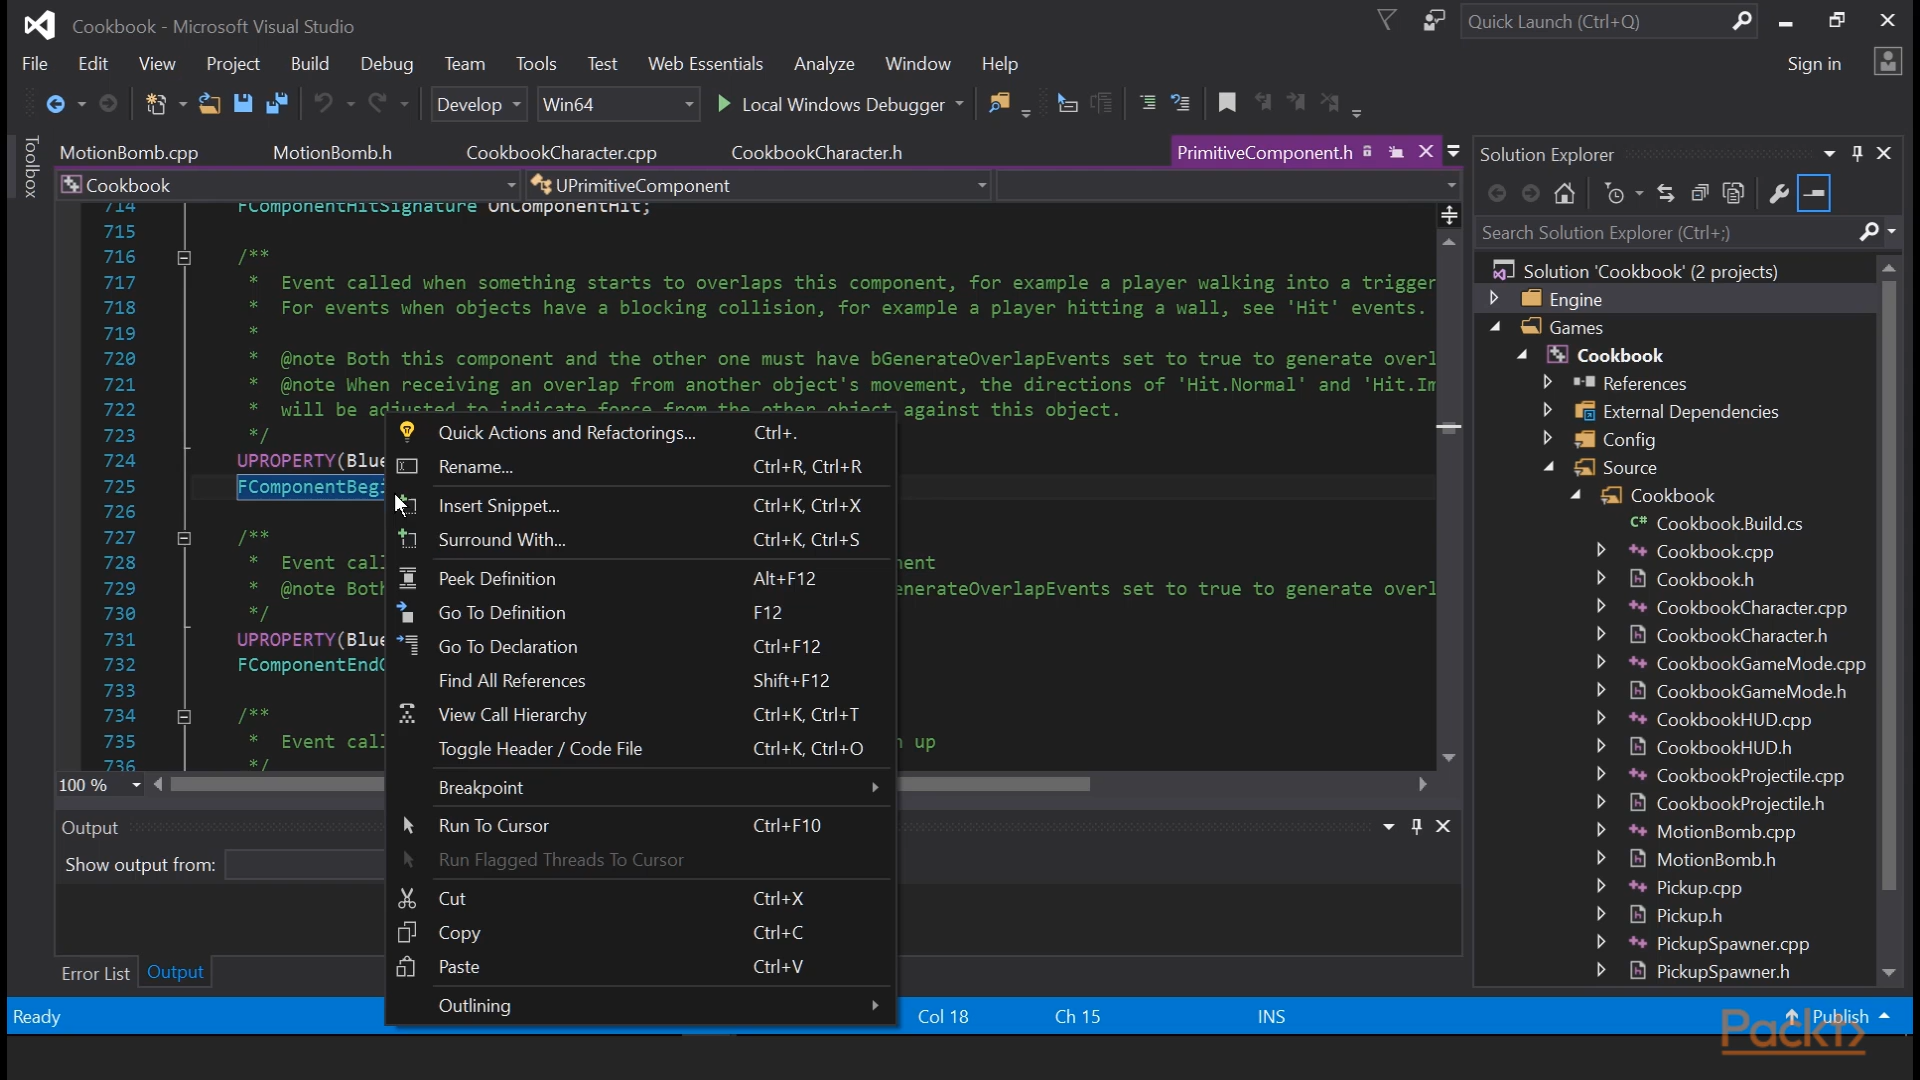 Cookbook - Microsoft Visual Studio
Quick Launch (Ctrl+Q)
File Edit View Project Build Debug Team Tools Test Web Essentials Analyze Window Help
Sign in
Develop Win64 Local Windows Debugger
Toolbox
MotionBomb.cpp MotionBomb.h CookbookCharacter.cpp CookbookCharacter.h PrimitiveComponent.h
Cookbook UPrimitiveComponent
714 FComponentHitSignature OnComponentHit;
715
716 /**
717 * Event called when something starts to overlaps this component, for example a player walking into a trigger
718 * For events when objects have a blocking collision, for example a player hitting a wall, see 'Hit' events.
719 *
720 * @note Both this component and the other one must have bGenerateOverlapEvents set to true to generate overl
721 * @note When receiving an overlap from another object's movement, the directions of 'Hit.Normal' and 'Hit.Im
722 * will be adjusted to indicate force from the other object against this object.
723 */
724 UPROPERTY(Blue
725 FComponentBegi
726
727 /**
728 * Event call nent
729 * @note Both enerateOverlapEvents set to true to generate overl
730 */
731 UPROPERTY(Blue
732 FComponentEndO
733
734 /**
735 * Event call n up
736 */
Quick Actions and Refactorings... Ctrl+.
Rename... Ctrl+R, Ctrl+R
Insert Snippet... Ctrl+K, Ctrl+X
Surround With... Ctrl+K, Ctrl+S
Peek Definition Alt+F12
Go To Definition F12
Go To Declaration Ctrl+F12
Find All References Shift+F12
View Call Hierarchy Ctrl+K, Ctrl+T
Toggle Header / Code File Ctrl+K, Ctrl+O
Breakpoint
Run To Cursor Ctrl+F10
Run Flagged Threads To Cursor
Cut Ctrl+X
Copy Ctrl+C
Paste Ctrl+V
Outlining
100 %
Output
Show output from:
Error List Output
Solution Explorer
Search Solution Explorer (Ctrl+;)
Solution 'Cookbook' (2 projects)
Engine
Games
Cookbook
References
External Dependencies
Config
Source
Cookbook
C# Cookbook.Build.cs
Cookbook.cpp
Cookbook.h
CookbookCharacter.cpp
CookbookCharacter.h
CookbookGameMode.cpp
CookbookGameMode.h
CookbookHUD.cpp
CookbookHUD.h
CookbookProjectile.cpp
CookbookProjectile.h
MotionBomb.cpp
MotionBomb.h
Pickup.cpp
Pickup.h
PickupSpawner.cpp
PickupSpawner.h
Ready Col 18 Ch 15 INS Publish
Packt